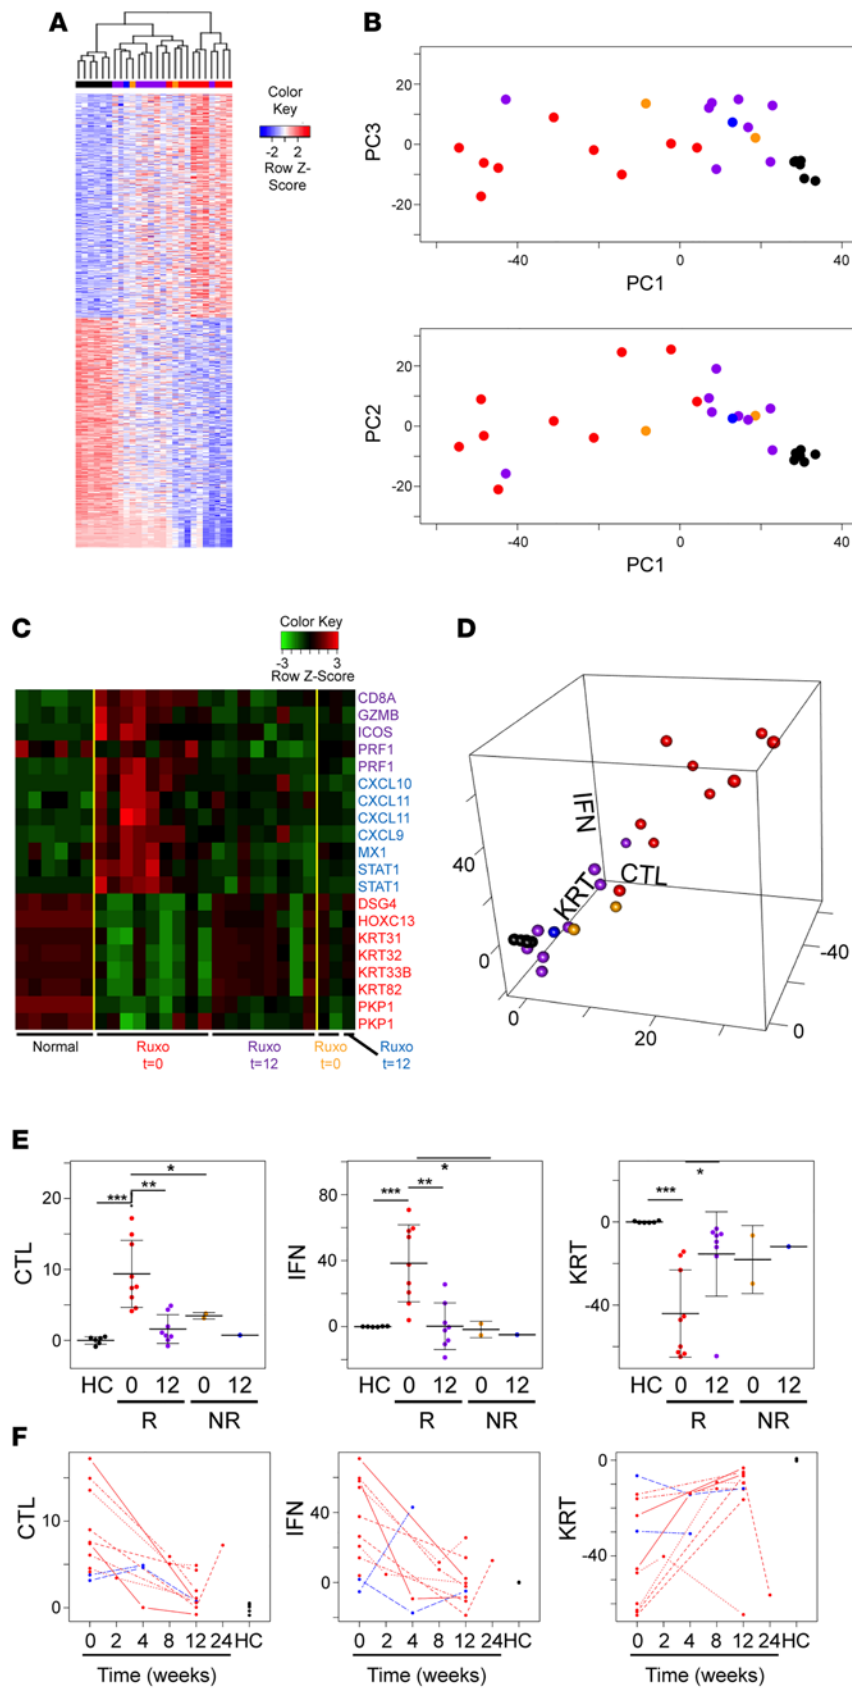 A
Color
Key
-2 2
Row Z-
Score
B
PC3
20
0
-20
-40 0 40
PC1
PC2
20
0
-20
-40 0 40
PC1
C
Color Key
-3 3
Row Z-Score
CD8A
GZMB
ICOS
PRF1
PRF1
CXCL10
CXCL11
CXCL11
CXCL9
MX1
STAT1
STAT1
DSG4
HOXC13
KRT31
KRT32
KRT33B
KRT82
PKP1
PKP1
Normal Ruxo Ruxo Ruxo Ruxo
t=0 t=12 t=0 t=12
D
IFN
CTL
KRT
40
0
0
20
0
-40
E
CTL
20
10
0
*
*** **
HC 0 12 0 12
R NR
IFN
80
40
0
*
*** **
HC 0 12 0 12
R NR
KRT
0
-40
-80
*
***
HC 0 12 0 12
R NR
F
CTL
10
5
0
0 2 4 8 12 24HC
Time (weeks)
IFN
40
0
0 2 4 8 12 24HC
Time (weeks)
KRT
0
-40
0 2 4 8 12 24HC
Time (weeks)